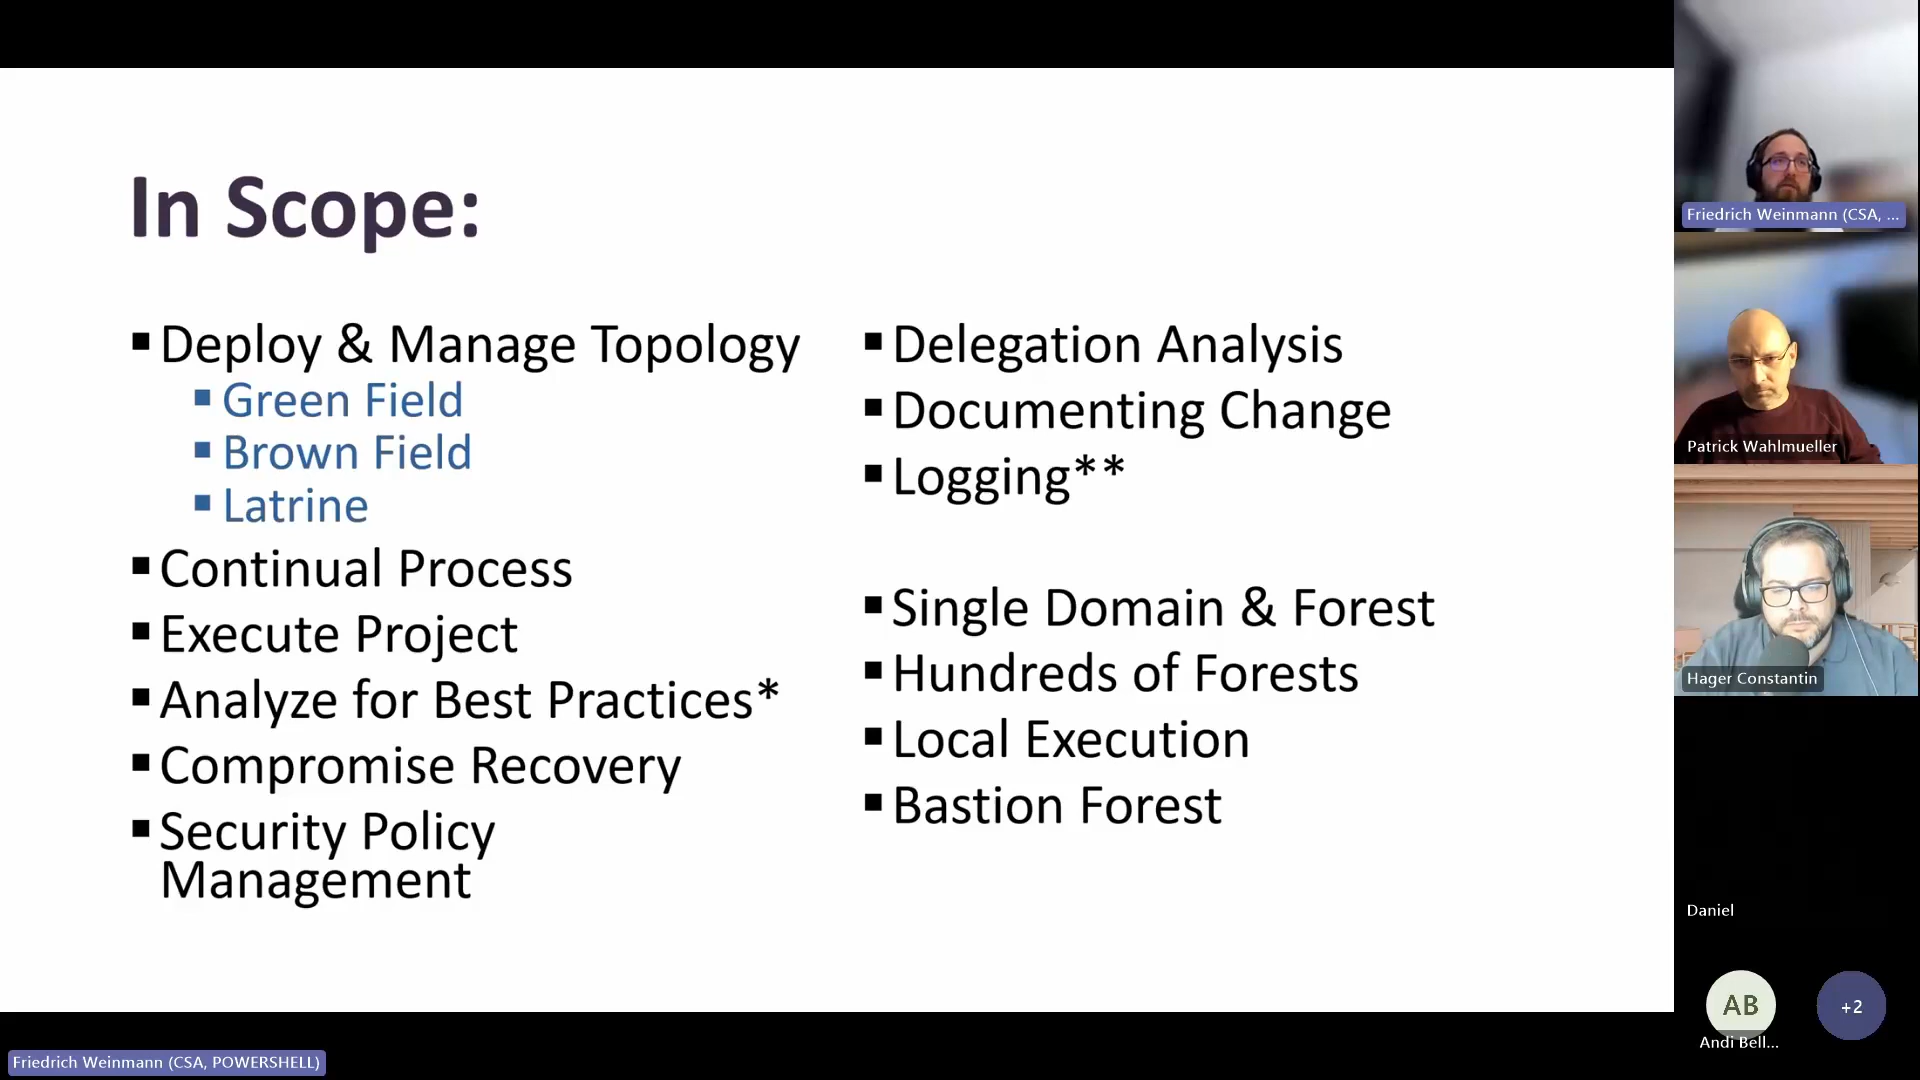 In Scope:
▪Deploy & Manage Topology
▪Green Field
▪Brown Field
▪Latrine
▪Continual Process
▪Execute Project
▪Analyze for Best Practices*
▪Compromise Recovery
▪Security Policy
Management
▪Delegation Analysis
▪Documenting Change
▪Logging**
▪Single Domain & Forest
▪Hundreds of Forests
▪Local Execution
▪Bastion Forest
Friedrich Weinmann (CSA, ...
Patrick Wahlmueller
Hager Constantin
Daniel
AB
+2
Andi Bell...
Friedrich Weinmann (CSA, POWERSHELL)